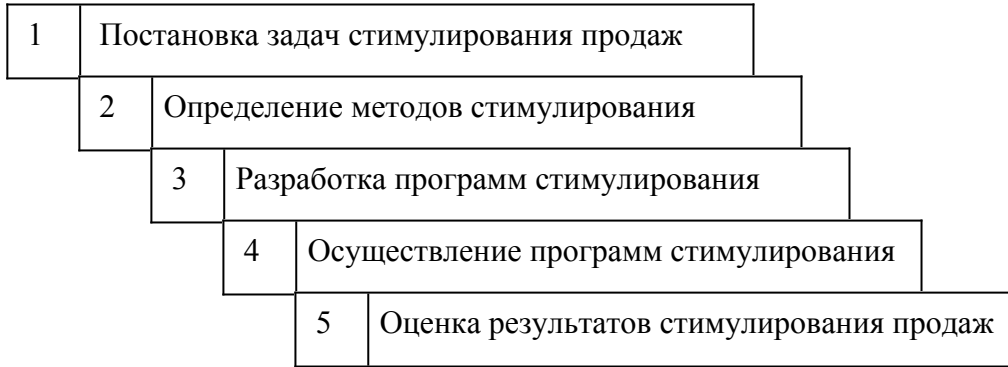 1 Постановка задач стимулирования продаж
2 Определение методов стимулирования
3 Разработка программ стимулирования
4 Осуществление программ стимулирования
5 Оценка результатов стимулирования продаж